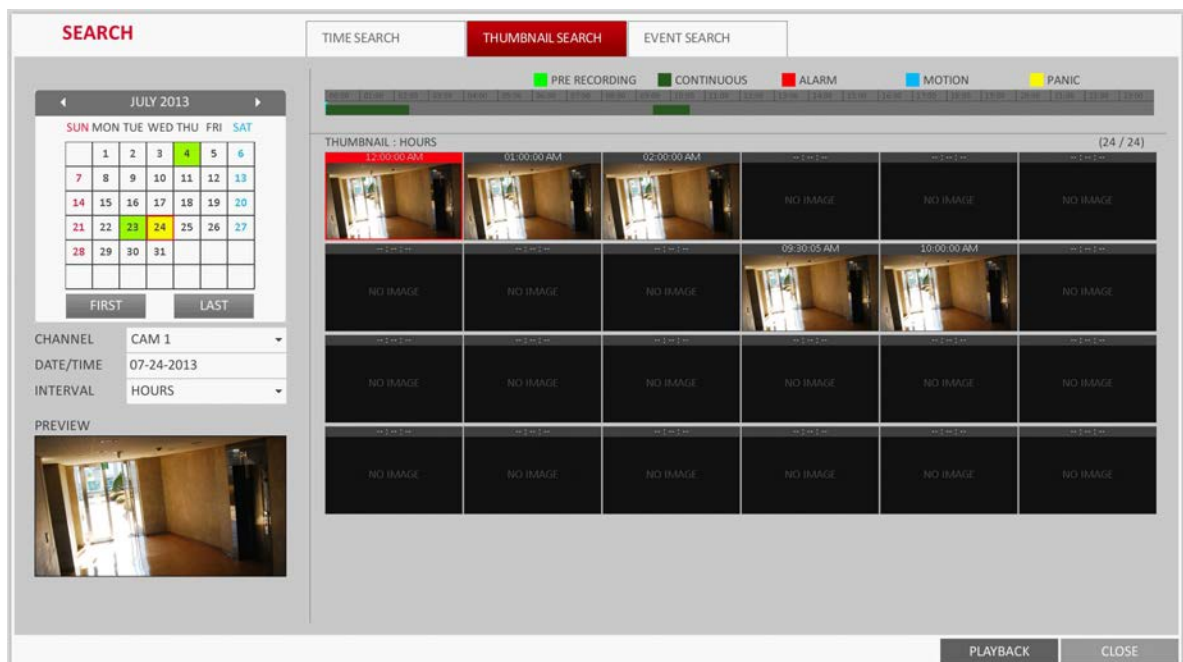 SEARCH
TIME SEARCH
THUMBNAIL SEARCH
EVENT SEARCH
PRE RECORDING
CONTINUOUS
ALARM
MOTION
PANIC
JULY 2013
SUN MON TUE WED THU FRI SAT
1 2 3 4 5 6
7 8 9 10 11 12 13
14 15 16 17 18 19 20
21 22 23 24 25 26 27
28 29 30 31
FIRST
LAST
CHANNEL CAM 1
DATE/TIME 07-24-2013
INTERVAL HOURS
PREVIEW
THUMBNAIL : HOURS
(24 / 24)
12:00:00 AM 01:00:00 AM 02:00:00 AM -- : -- : -- -- : -- : -- -- : -- : --
NO IMAGE NO IMAGE NO IMAGE
-- : -- : -- -- : -- : -- -- : -- : -- 09:30:05 AM 10:00:00 AM -- : -- : --
NO IMAGE NO IMAGE NO IMAGE NO IMAGE
-- : -- : -- -- : -- : -- -- : -- : -- -- : -- : -- -- : -- : -- -- : -- : --
NO IMAGE NO IMAGE NO IMAGE NO IMAGE NO IMAGE NO IMAGE
-- : -- : -- -- : -- : -- -- : -- : -- -- : -- : -- -- : -- : -- -- : -- : --
NO IMAGE NO IMAGE NO IMAGE NO IMAGE NO IMAGE NO IMAGE
PLAYBACK
CLOSE